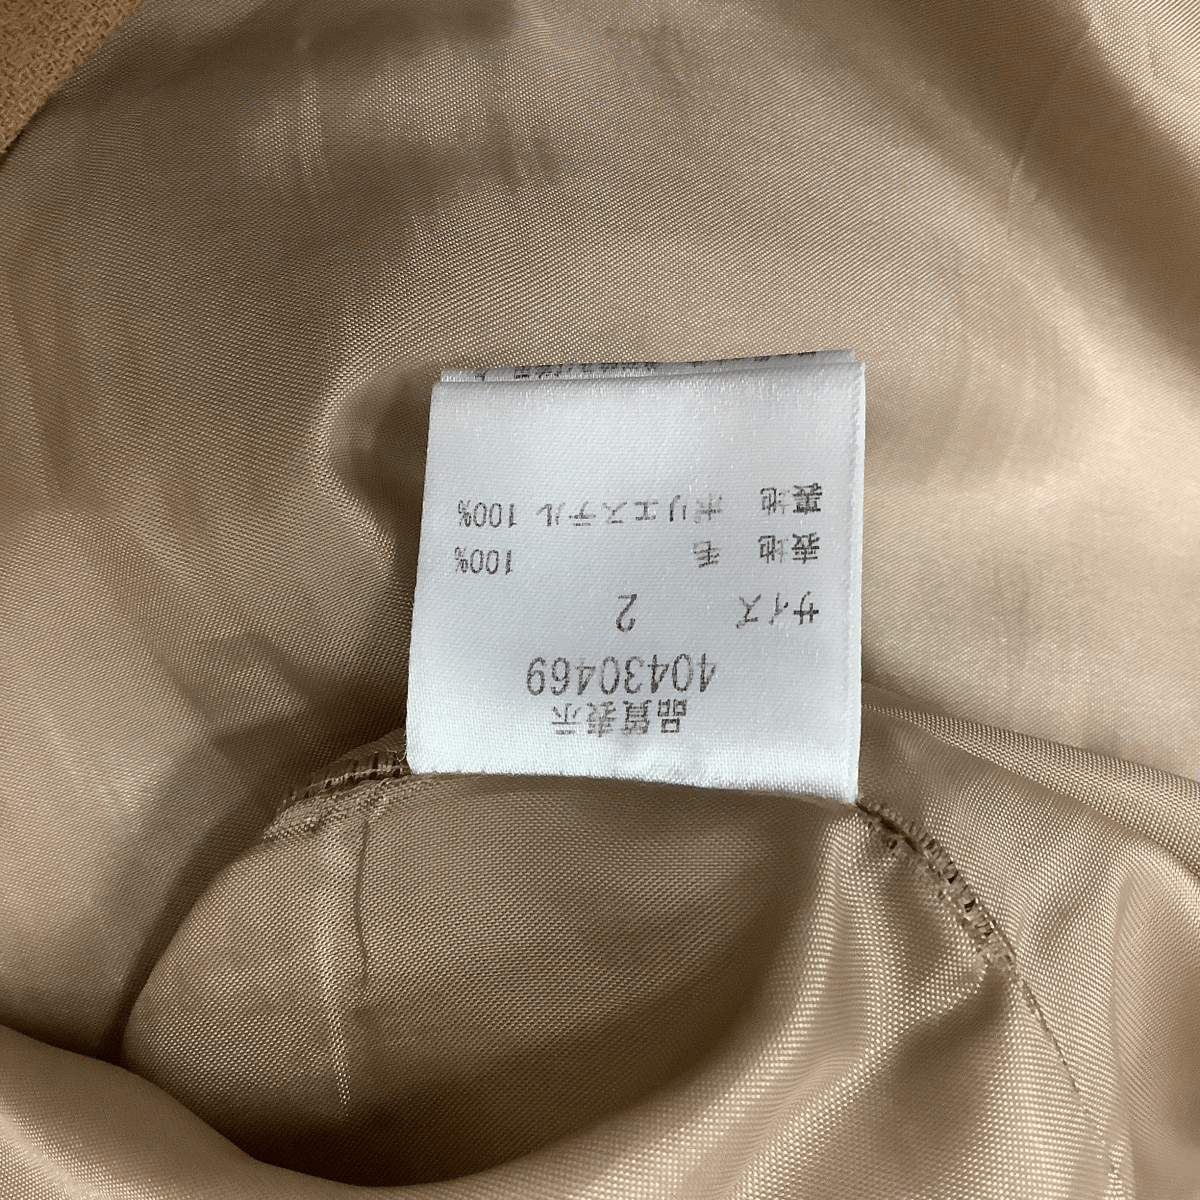 品質表示
40430469
サイズ 2
表地 毛 100%
裏地 ポリエステル 100%